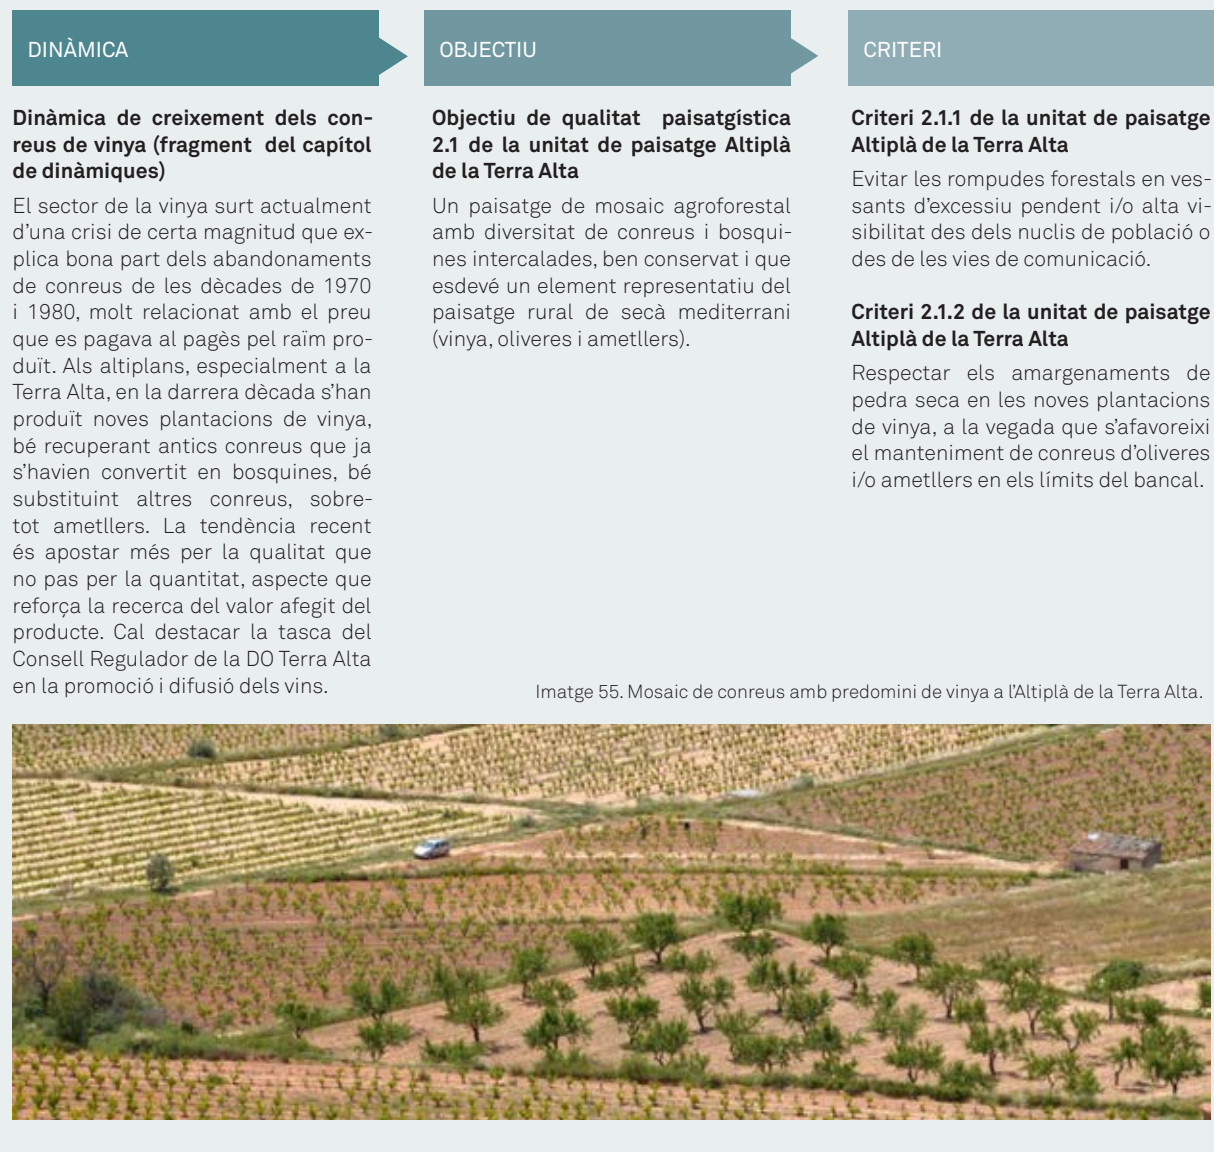 DINÀMICA
Dinàmica de creixement dels con-
reus de vinya (fragment del capítol
de dinàmiques)
El sector de la vinya surt actualment
d'una crisi de certa magnitud que ex-
plica bona part dels abandonaments
de conreus de les dècades de 1970
i 1980, molt relacionat amb el preu
que es pagava al pagès pel raïm pro-
duït. Als altiplans, especialment a la
Terra Alta, en la darrera dècada s'han
produït noves plantacions de vinya,
bé recuperant antics conreus que ja
s'havien convertit en bosquines, bé
substituint altres conreus, sobre-
tot ametllers. La tendència recent
és apostar més per la qualitat que
no pas per la quantitat, aspecte que
reforça la recerca del valor afegit del
producte. Cal destacar la tasca del
Consell Regulador de la DO Terra Alta
en la promoció i difusió dels vins.
OBJECTIU
Objectiu de qualitat paisatgística
2.1 de la unitat de paisatge Altiplà
de la Terra Alta
Un paisatge de mosaic agroforestal
amb diversitat de conreus i bosqui-
nes intercalades, ben conservat i que
esdevé un element representatiu del
paisatge rural de secà mediterrani
(vinya, oliveres i ametllers).
CRITERI
Criteri 2.1.1 de la unitat de paisatge
Altiplà de la Terra Alta
Evitar les rompudes forestals en ves-
sants d'excessiu pendent i/o alta vi-
sibilitat des dels nuclis de població o
des de les vies de comunicació.
Criteri 2.1.2 de la unitat de paisatge
Altiplà de la Terra Alta
Respectar els amargenaments de
pedra seca en les noves plantacions
de vinya, a la vegada que s'afavoreixi
el manteniment de conreus d'oliveres
i/o ametllers en els límits del bancal.
Imatge 55. Mosaic de conreus amb predomini de vinya a l'Altiplà de la Terra Alta.